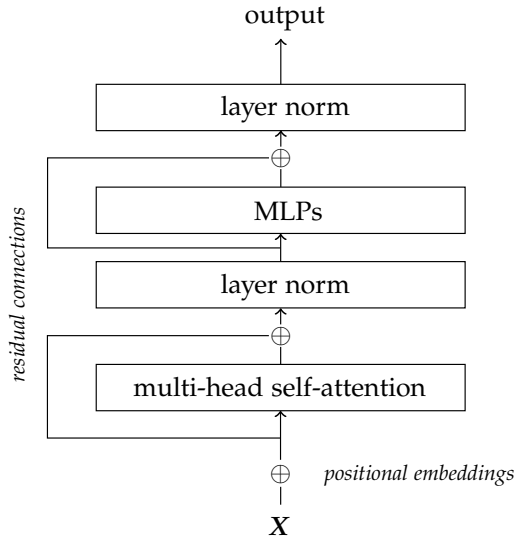 output
layer norm
MLPs
layer norm
residual connections
multi-head self-attention
positional embeddings
X